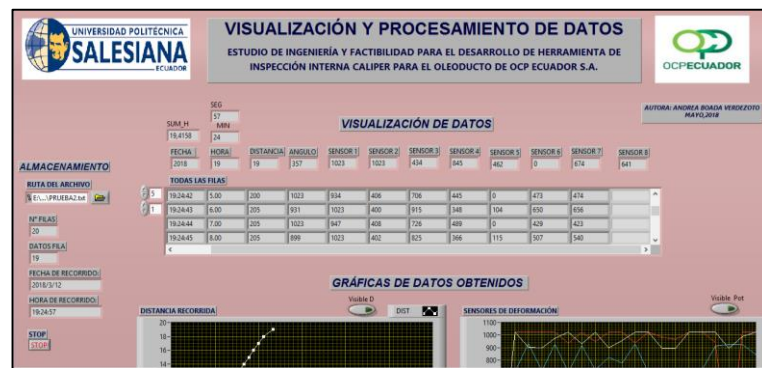 UNIVERSIDAD POLITÉCNICA
SALESIANA
ECUADOR
VISUALIZACIÓN Y PROCESAMIENTO DE DATOS
ESTUDIO DE INGENIERÍA Y FACTIBILIDAD PARA EL DESARROLLO DE HERRAMIENTA DE
INSPECCIÓN INTERNA CALIPER PARA EL OLEODUCTO DE OCP ECUADOR S.A.
OCPECUADOR
AUTORA: ANDREA BOADA VERDEZOTO
MAYO,2018
SEG
57
SUM_H MIN
19,4158 24
VISUALIZACIÓN DE DATOS
FECHA HORA DISTANCIA ANGULO SENSOR 1 SENSOR 2 SENSOR 3 SENSOR 4 SENSOR 5 SENSOR 6 SENSOR 7 SENSOR 8
2018 19 19 357 1023 1023 434 845 462 0 674 641
ALMACENAMIENTO
RUTA DEL ARCHIVO
E:\...\PRUEBA2.txt
Nº FILAS
20
DATOS FILA
19
FECHA DE RECORRIDO:
2018/3/12
HORA DE RECORRIDO:
19:24:57
STOP
STOP
TODAS LAS FILAS
5 19:24:42 5.00 200 1023 934 406 706 445 0 473 474
1 19:24:43 6.00 205 931 1023 400 915 348 104 650 656
19:24:44 7.00 205 1023 947 408 726 489 0 429 423
19:24:45 8.00 205 899 1023 402 825 366 115 507 540
GRÁFICAS DE DATOS OBTENIDOS
DISTANCIA RECORRIDA Visible D DIST
20
18
16
14
SENSORES DE DEFORMACIÓN Visible Pot
1100
1000
900
800